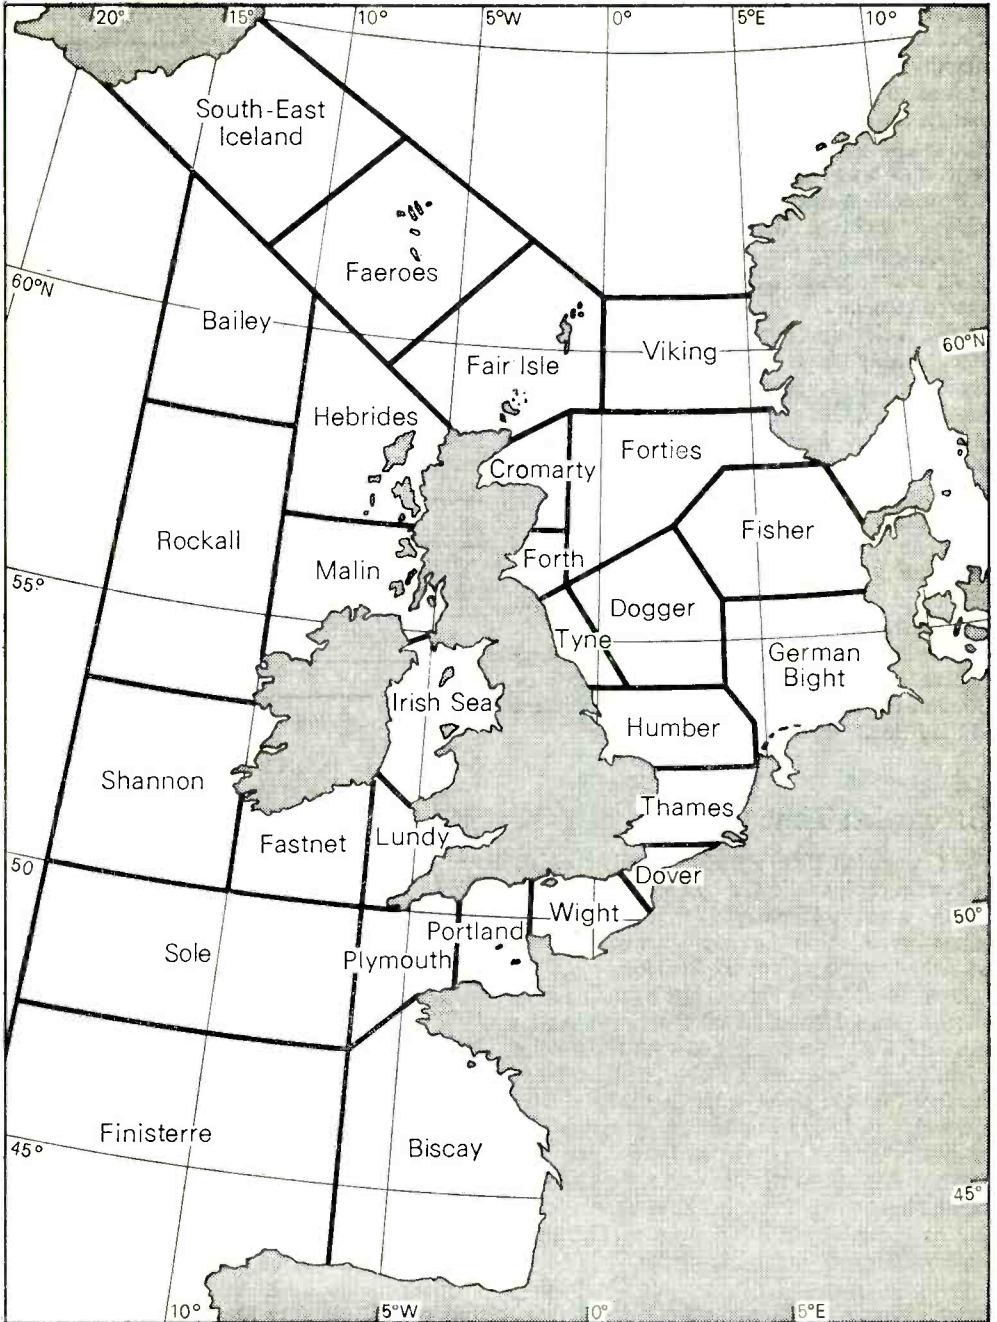 20°
15°
10°
5°W
0°
5°E
10°
South-East
Iceland
Faeroes
60°N
Bailey
Fair Isle
Viking
60°N
Hebrides
Cromarty
Forties
Rockall
Fisher
Forth
55°
Malin
Dogger
Tyne
German
Bight
Irish Sea
Humber
Shannon
Thames
Fastnet
Lundy
50
Dover
Wight
50°
Portland
Sole
Plymouth
Finisterre
45°
Biscay
45°
10°
5°W
0°
5°E